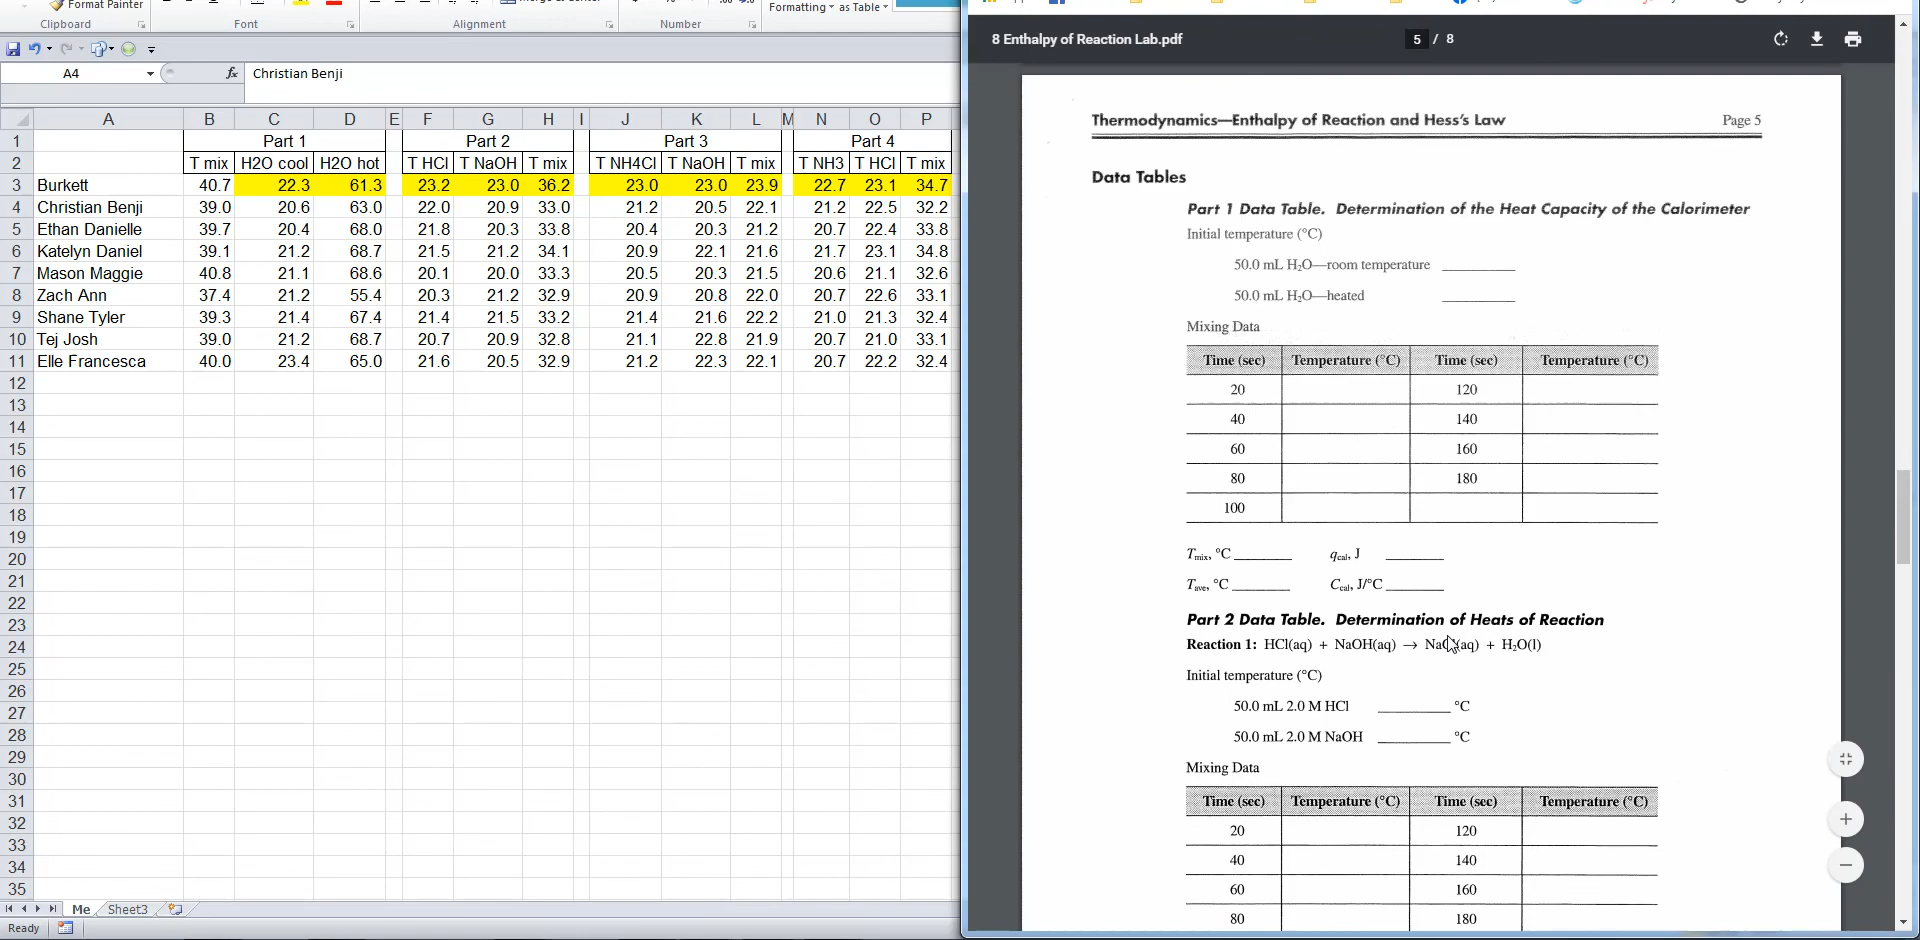 Format Painter
Merge & Center
Formatting as Table
Clipboard
Font
Alignment
Number
A4
fx
Christian Benji
A B C D E F G H I J K L M N O P
1 Part 1 Part 2 Part 3 Part 4
2 T mix H2O cool H2O hot T HCl T NaOH T mix T NH4Cl T NaOH T mix T NH3 T HCl T mix
3 Burkett 40.7 22.3 61.3 23.2 23.0 36.2 23.0 23.0 23.9 22.7 23.1 34.7
4 Christian Benji 39.0 20.6 63.0 22.0 20.9 33.0 21.2 20.5 22.1 21.2 22.5 32.2
5 Ethan Danielle 39.7 20.4 68.0 21.8 20.3 33.8 20.4 20.3 21.2 20.7 22.4 33.8
6 Katelyn Daniel 39.1 21.2 68.7 21.5 21.2 34.1 20.9 22.1 21.6 21.7 23.1 34.8
7 Mason Maggie 40.8 21.1 68.6 20.1 20.0 33.3 20.5 20.3 21.5 20.6 21.1 32.6
8 Zach Ann 37.4 21.2 55.4 20.3 21.2 32.9 20.9 20.8 22.0 20.7 22.6 33.1
9 Shane Tyler 39.3 21.4 67.4 21.4 21.5 33.2 21.4 21.6 22.2 21.0 21.3 32.4
10 Tej Josh 39.0 21.2 68.7 20.7 20.9 32.8 21.1 22.8 21.9 20.7 21.0 33.1
11 Elle Francesca 40.0 23.4 65.0 21.6 20.5 32.9 21.2 22.3 22.1 20.7 22.2 32.4
12
13
14
15
16
17
18
19
20
21
22
23
24
25
26
27
28
29
30
31
32
33
34
35
Me Sheet3
Ready
8 Enthalpy of Reaction Lab.pdf
5 / 8
Thermodynamics—Enthalpy of Reaction and Hess's Law Page 5
Data Tables
Part 1 Data Table. Determination of the Heat Capacity of the Calorimeter
Initial temperature (°C)
50.0 mL H₂O—room temperature
50.0 mL H₂O—heated
Mixing Data
Time (sec) Temperature (°C) Time (sec) Temperature (°C)
20 120
40 140
60 160
80 180
100
Tmix, °C qcal, J
Tave, °C Ccal, J/°C
Part 2 Data Table. Determination of Heats of Reaction
Reaction 1: HCl(aq) + NaOH(aq) → NaCl(aq) + H₂O(l)
Initial temperature (°C)
50.0 mL 2.0 M HCl °C
50.0 mL 2.0 M NaOH °C
Mixing Data
Time (sec) Temperature (°C) Time (sec) Temperature (°C)
20 120
40 140
60 160
80 180